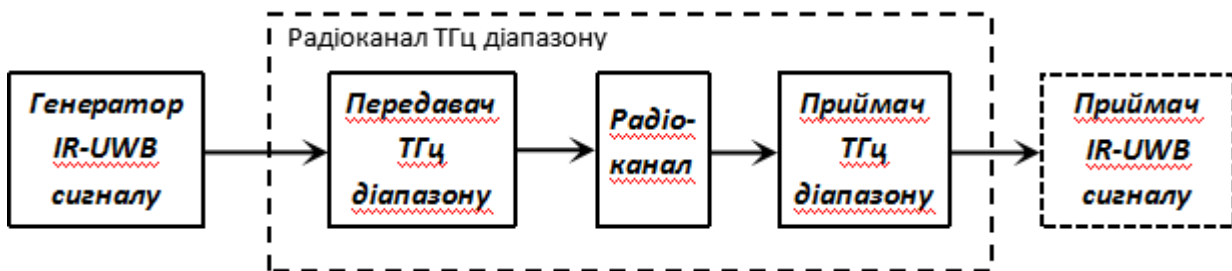 Радіоканал ТГц діапазону
Генератор
IR-UWB
сигналу
Передавач
ТГц
діапазону
Радіо-
канал
Приймач
ТГц
діапазону
Приймач
IR-UWB
сигналу